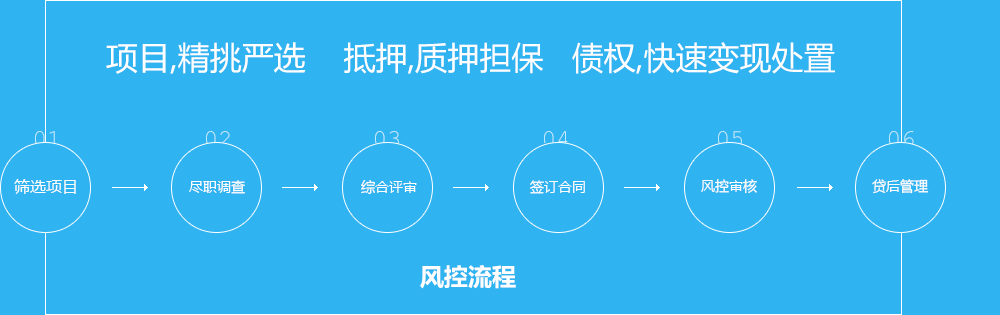 项目,精挑严选 抵押,质押担保 债权,快速变现处置
01 02 03 04 05 06
筛选项目 尽职调查 综合评审 签订合同 风控审核 贷后管理
风控流程